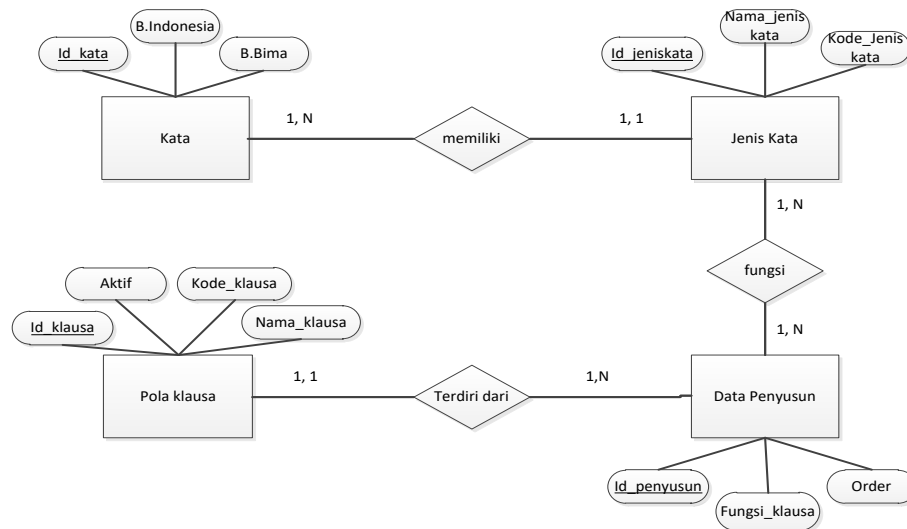 B.Indonesia
Id_kata
B.Bima
Nama_jenis
kata
Id_jeniskata
Kode_Jenis
kata
Kata
1, N
memiliki
1, 1
Jenis Kata
1, N
fungsi
1, N
Aktif
Kode_klausa
Id_klausa
Nama_klausa
Pola klausa
1, 1
Terdiri dari
1,N
Data Penyusun
Id_penyusun
Fungsi_klausa
Order